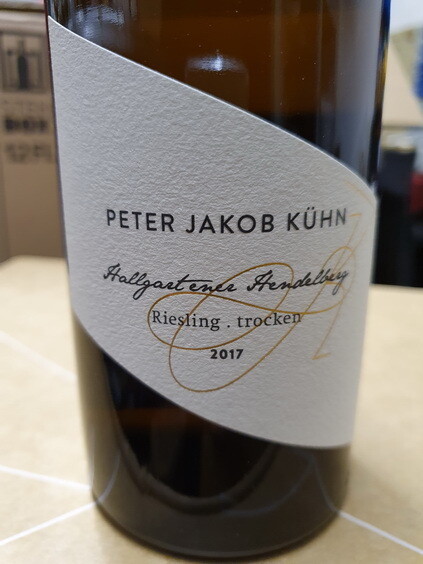 PETER JAKOB KÜHN
Hallgartener Hendelberg
Riesling . trocken
2017